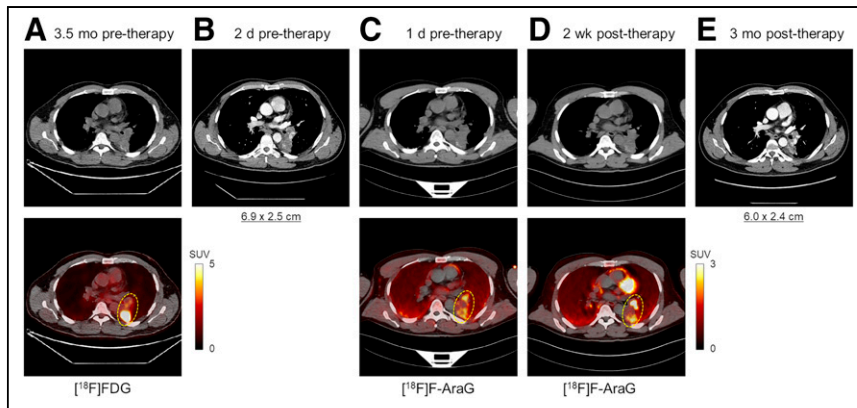 A 3.5 mo pre-therapy
B 2 d pre-therapy
C 1 d pre-therapy
D 2 wk post-therapy
E 3 mo post-therapy
6.9 x 2.5 cm
6.0 x 2.4 cm
SUV
5
0
SUV
3
0
[¹⁸F]FDG
[¹⁸F]F-AraG
[¹⁸F]F-AraG